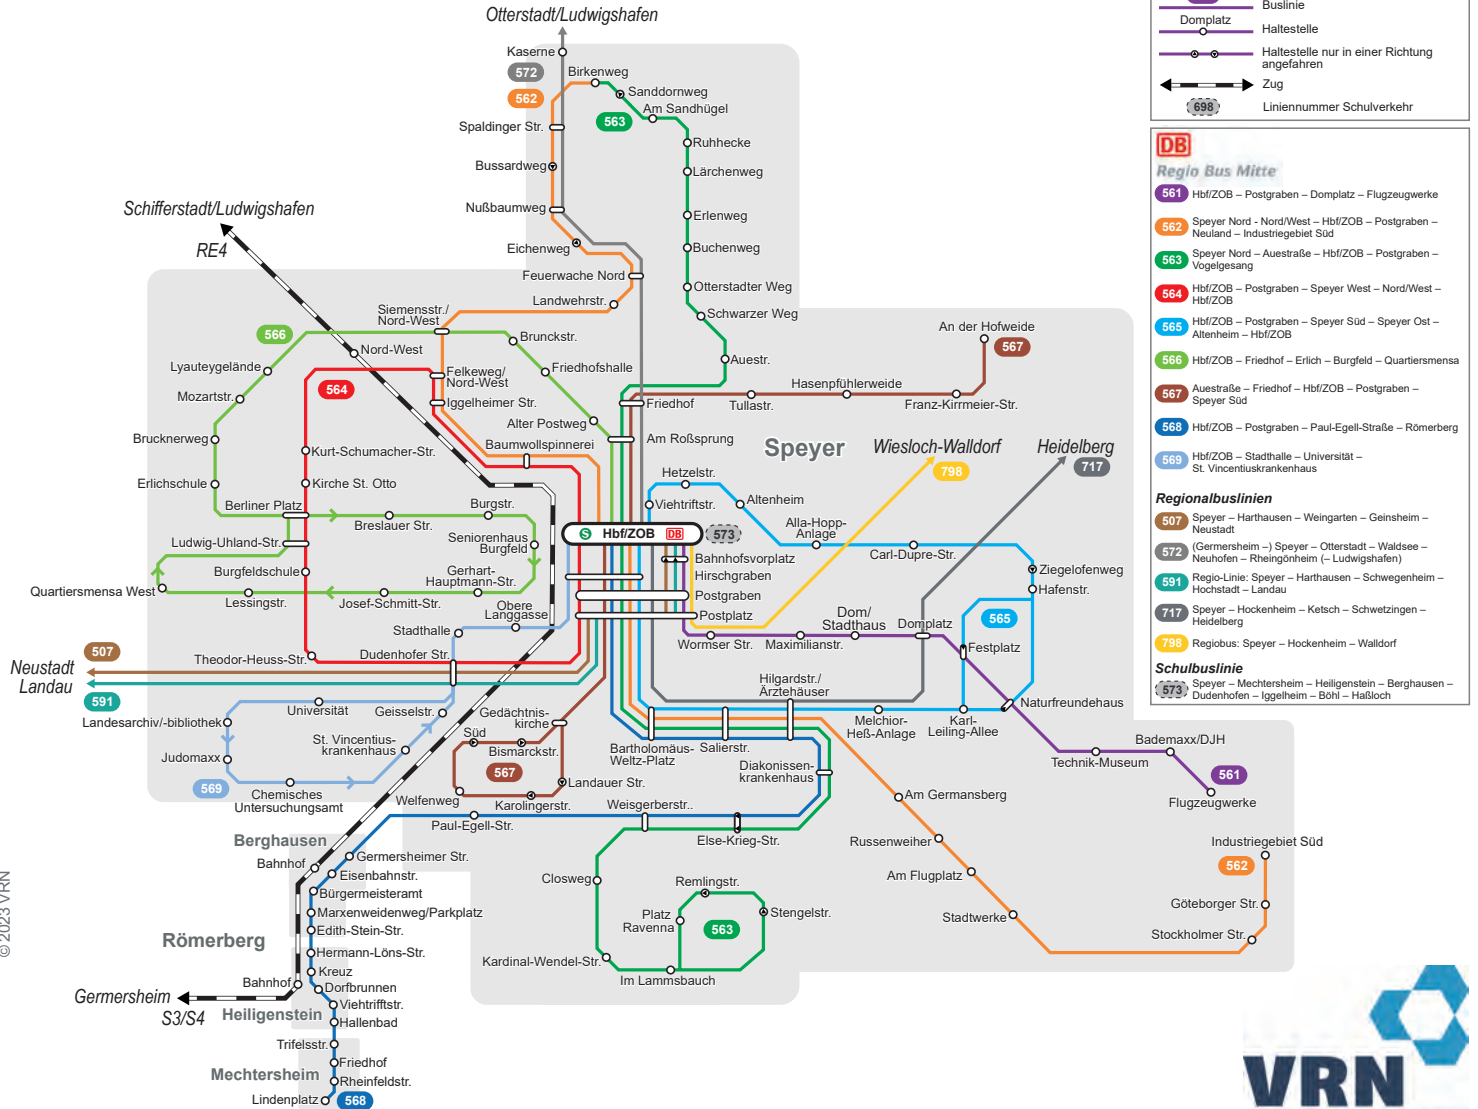 Otterstadt/Ludwigshafen
Kaserne
572
Birkenweg
562
Sanddornweg
Am Sandhügel
563
Spaldinger Str.
Ruhhecke
Bussardweg
Lärchenweg
Nußbaumweg
Erlenweg
Eichenweg
Buchenweg
Feuerwache Nord
Otterstadter Weg
Landwehrstr.
Schwarzer Weg
Schifferstadt/Ludwigshafen
RE4
Siemensstr./
Nord-West
566
Brunckstr.
Nord-West
Auestr.
An der Hofweide
567
Lyauteygelände
Friedhofshalle
Felkeweg/
Nord-West
564
Mozartstr.
Iggelheimer Str.
Friedhof
Tullastr.
Hasenpfühlerweide
Franz-Kirrmeier-Str.
Alter Postweg
Brucknerweg
Am Roßsprung
Baumwollspinnerei
Speyer
Wiesloch-Walldorf
798
Heidelberg
717
Kurt-Schumacher-Str.
Hetzelstr.
Erlichschule
Kirche St. Otto
Viehtriftstr.
Altenheim
Berliner Platz
Burgstr.
Breslauer Str.
Alla-Hopp-
Anlage
Hbf/ZOB
S
DB
573
Ludwig-Uhland-Str.
Seniorenhaus
Burgfeld
Carl-Dupre-Str.
Bahnhofsvorplatz
Hirschgraben
Ziegelofenweg
Burgfeldschule
Gerhart-
Hauptmann-Str.
Hafenstr.
Quartiersmensa West
Lessingstr.
Josef-Schmitt-Str.
Obere
Langgasse
Postgraben
Postplatz
Dom/
Stadthaus
Domplatz
565
Stadthalle
Wormser Str.
Maximilianstr.
Festplatz
507
Theodor-Heuss-Str.
Dudenhofer Str.
Neustadt
Landau
591
Hilgardstr./
Ärztehäuser
Universität
Geisselstr.
Gedächtnis-
kirche
Melchior-
Heß-Anlage
Karl-
Leiling-Allee
Naturfreundehaus
Landesarchiv/-bibliothek
St. Vincentius-
krankenhaus
Süd
Bismarckstr.
Bartholomäus-
Weltz-Platz
Salierstr.
Bademaxx/DJH
Technik-Museum
561
Judomaxx
567
Diakonissen-
krankenhaus
Flugzeugwerke
569
Chemisches
Untersuchungsamt
Welfenweg
Landauer Str.
Karolingerstr.
Am Germansberg
Paul-Egell-Str.
Weisgerberstr..
Else-Krieg-Str.
Berghausen
Bahnhof
Germersheimer Str.
Russenweiher
Industriegebiet Süd
562
Eisenbahnstr.
Closweg
Remlingstr.
Am Flugplatz
Bürgermeisteramt
Göteborger Str.
Marxenweidenweg/Parkplatz
Platz
Ravenna
Stengelstr.
563
Stadtwerke
Edith-Stein-Str.
Stockholmer Str.
Römerberg
Hermann-Löns-Str.
Kardinal-Wendel-Str.
Kreuz
Im Lammsbauch
Bahnhof
Dorfbrunnen
Germersheim
S3/S4
Heiligenstein
Viehtrifftstr.
Hallenbad
Trifelsstr.
Friedhof
Mechtersheim
Rheinfeldstr.
Lindenplatz
568
© 2023 VRN
Buslinie
Domplatz
Haltestelle
Haltestelle nur in einer Richtung
angefahren
Zug
698
Liniennummer Schulverkehr
DB
Regio Bus Mitte
561 Hbf/ZOB – Postgraben – Domplatz – Flugzeugwerke
562 Speyer Nord - Nord/West – Hbf/ZOB – Postgraben –
Neuland – Industriegebiet Süd
563 Speyer Nord – Auestraße – Hbf/ZOB – Postgraben –
Vogelgesang
564 Hbf/ZOB – Postgraben – Speyer West – Nord/West –
Hbf/ZOB
565 Hbf/ZOB – Postgraben – Speyer Süd – Speyer Ost –
Altenheim – Hbf/ZOB
566 Hbf/ZOB – Friedhof – Erlich – Burgfeld – Quartiersmensa
567 Auestraße – Friedhof – Hbf/ZOB – Postgraben –
Speyer Süd
568 Hbf/ZOB – Postgraben – Paul-Egell-Straße – Römerberg
569 Hbf/ZOB – Stadthalle – Universität –
St. Vincentiuskrankenhaus
Regionalbuslinien
507 Speyer – Harthausen – Weingarten – Geinsheim –
Neustadt
572 (Germersheim –) Speyer – Otterstadt – Waldsee –
Neuhofen – Rheingönheim (– Ludwigshafen)
591 Regio-Linie: Speyer – Harthausen – Schwegenheim –
Hochstadt – Landau
717 Speyer – Hockenheim – Ketsch – Schwetzingen –
Heidelberg
798 Regiobus: Speyer – Hockenheim – Walldorf
Schulbuslinie
573 Speyer – Mechtersheim – Heiligenstein – Berghausen –
Dudenhofen – Iggelheim – Böhl – Haßloch
VRN